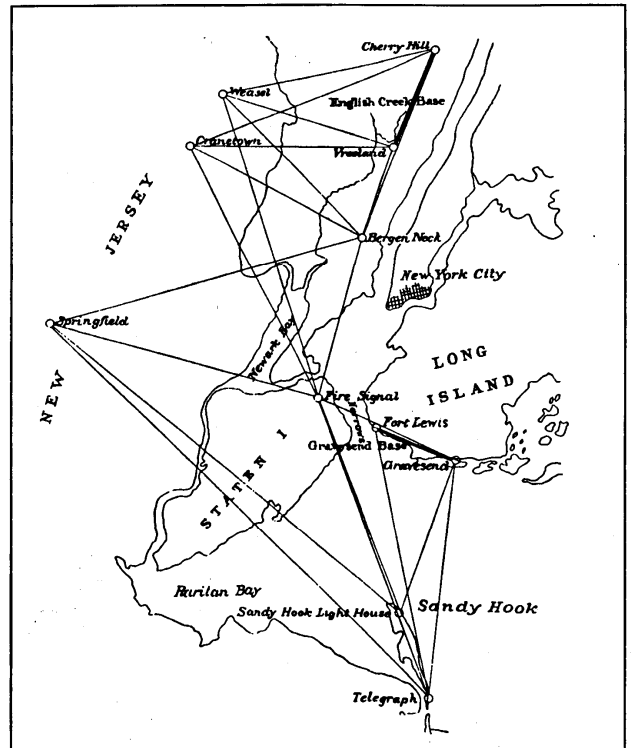 Cherry Hill
Weasel
English Creek Base
Cranetown
Vreeland
JERSEY
Bergen Neck
New York City
Springfield
Newark Bay
LONG
ISLAND
NEW
Fire Signal
Narrows
Fort Lewis
Gravesend Base
Gravesend
STATEN I
Raritan Bay
Sandy Hook Light House
Sandy Hook
Telegraph